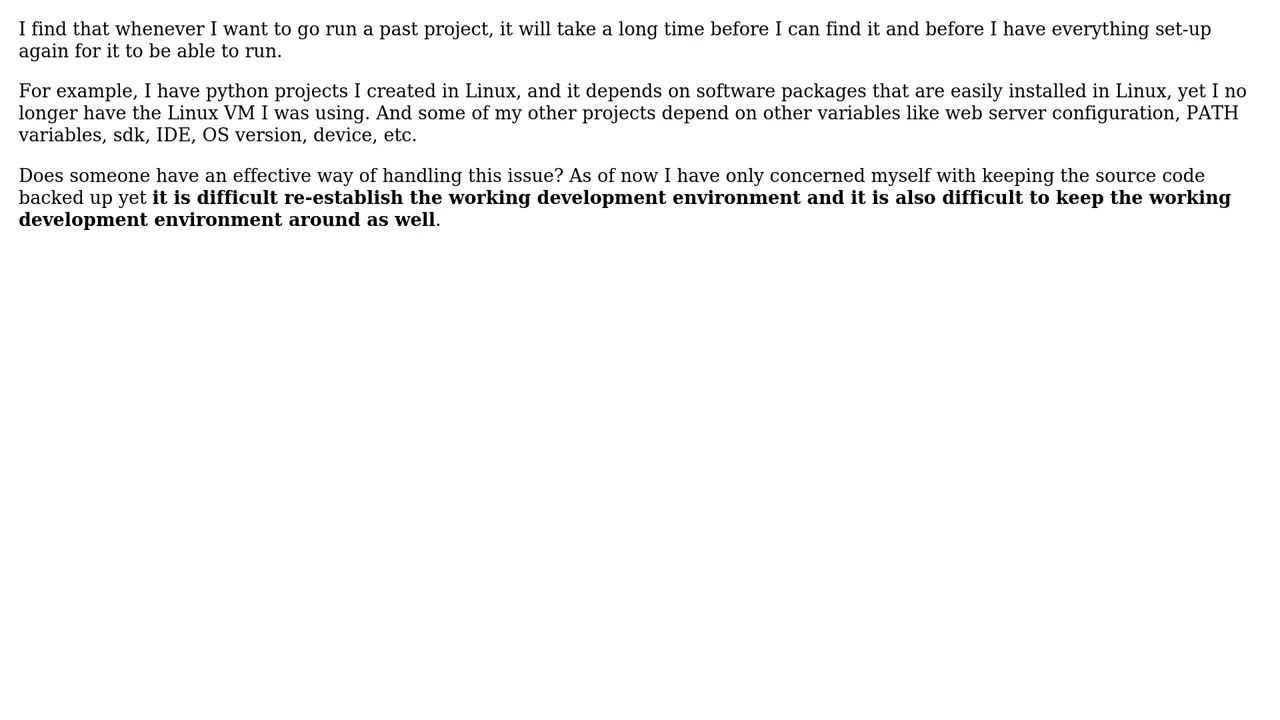 I find that whenever I want to go run a past project, it will take a long time before I can find it and before I have everything set-up
again for it to be able to run.
For example, I have python projects I created in Linux, and it depends on software packages that are easily installed in Linux, yet I no
longer have the Linux VM I was using. And some of my other projects depend on other variables like web server configuration, PATH
variables, sdk, IDE, OS version, device, etc.
Does someone have an effective way of handling this issue? As of now I have only concerned myself with keeping the source code
backed up yet it is difficult re-establish the working development environment and it is also difficult to keep the working
development environment around as well.